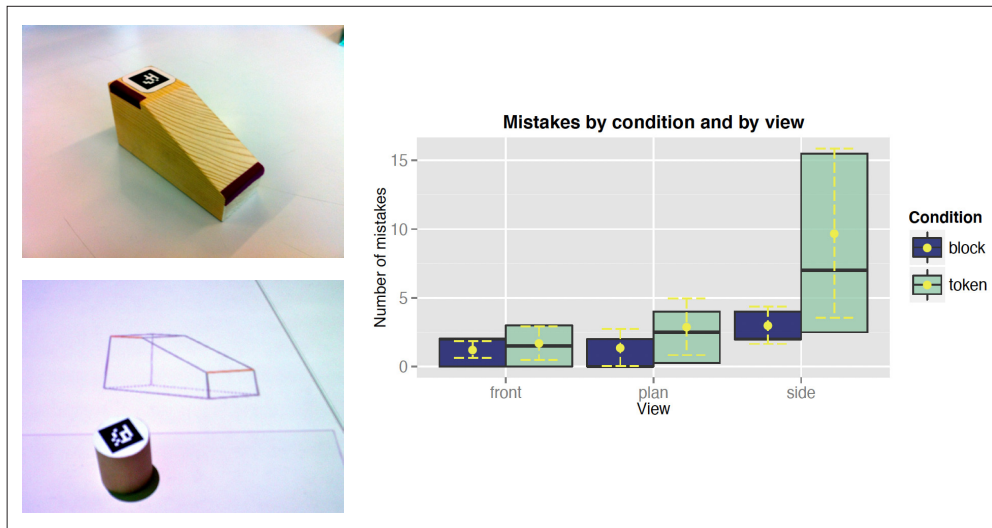 Mistakes by condition and by view
Number of mistakes
15
10
5
0
front
plan
side
View
Condition
block
token